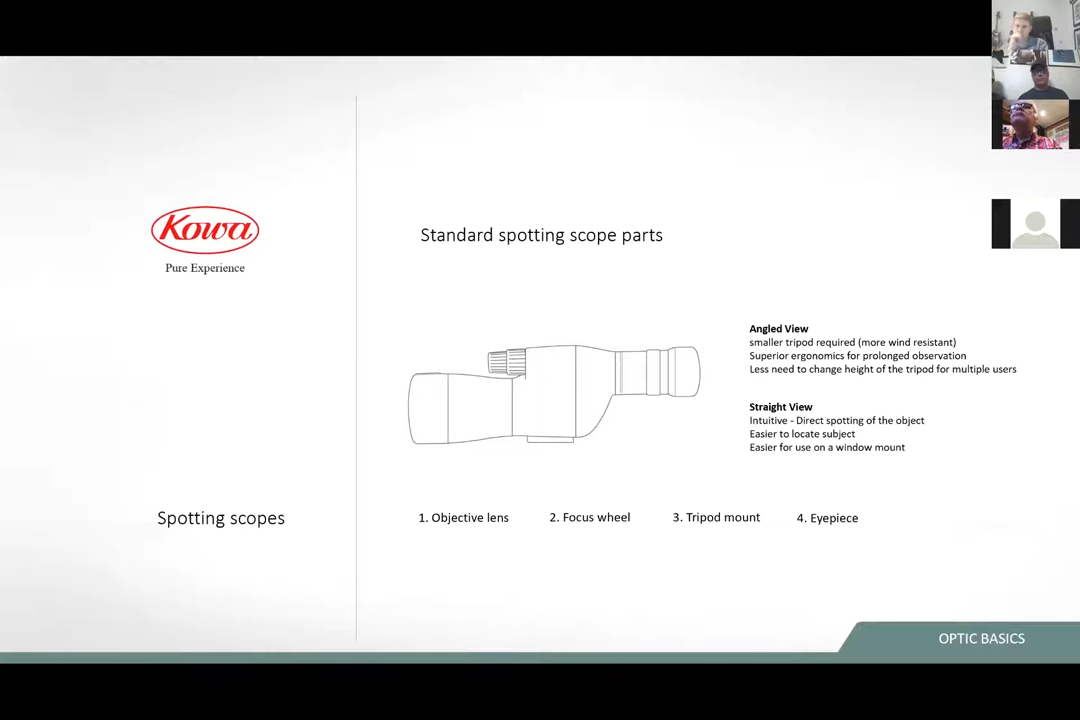 Kowa
Pure Experience
Spotting scopes
Standard spotting scope parts
Angled View
smaller tripod required (more wind resistant)
Superior ergonomics for prolonged observation
Less need to change height of the tripod for multiple users
Straight View
Intuitive - Direct spotting of the object
Easier to locate subject
Easier for use on a window mount
1. Objective lens
2. Focus wheel
3. Tripod mount
4. Eyepiece
OPTIC BASICS